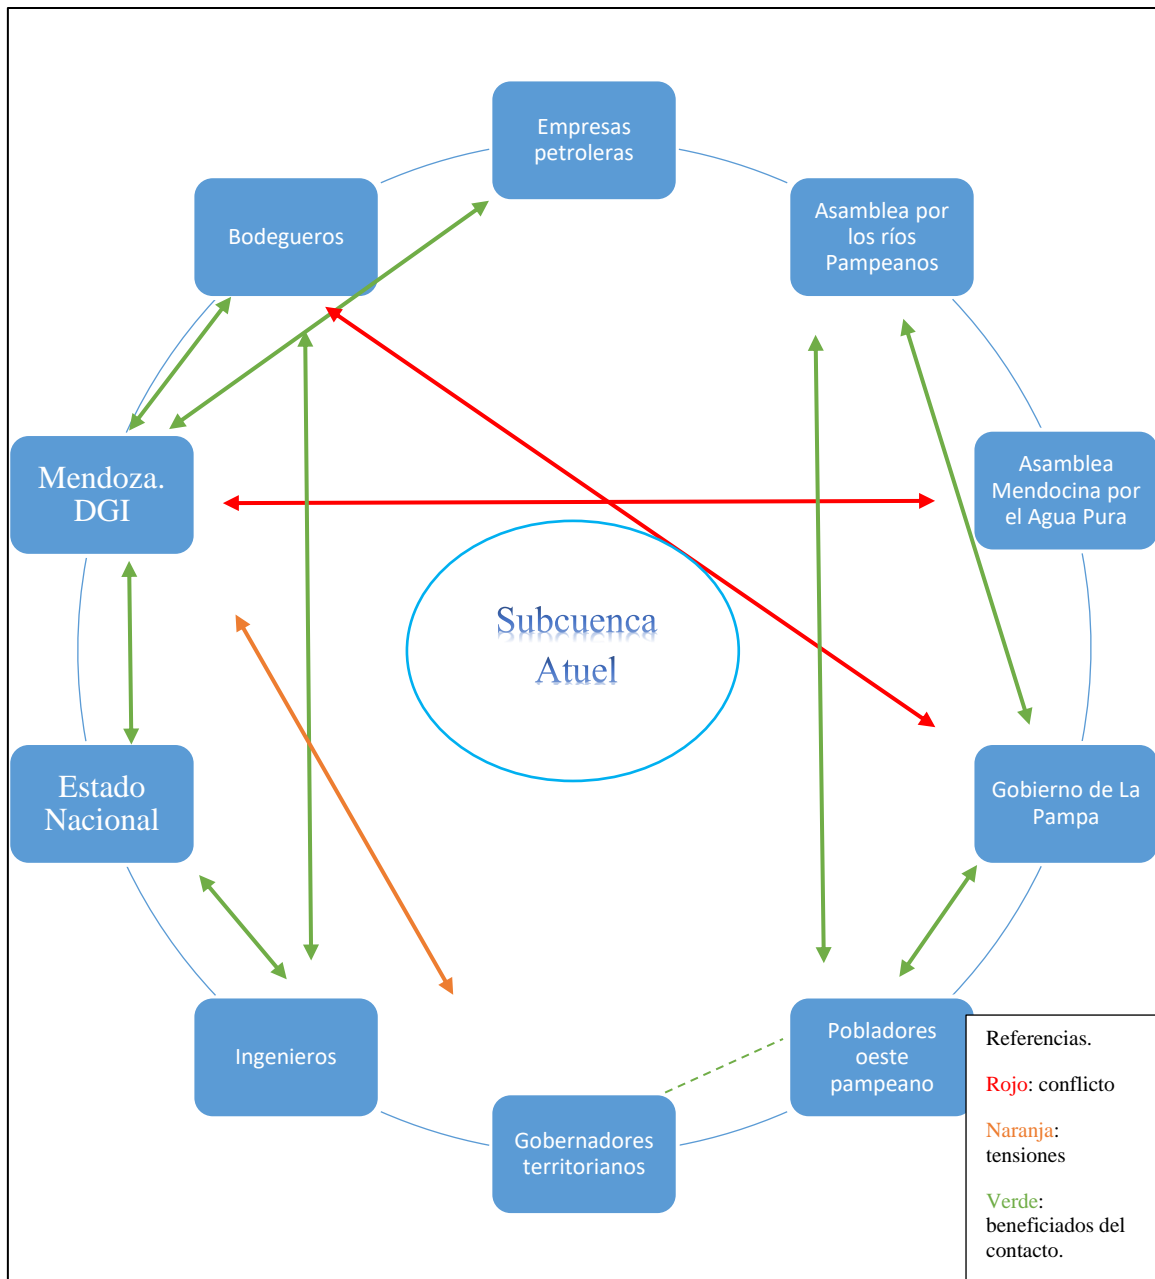 Empresas
petroleras
Asamblea por
los ríos
Pampeanos
Bodegueros
Asamblea
Mendocina por
el Agua Pura
Mendoza.
DGI
Subcuenca
Atuel
Gobierno de La
Pampa
Estado
Nacional
Pobladores
oeste
pampeano
Ingenieros
Gobernadores
territorianos
Referencias.
Rojo: conflicto
Naranja:
tensiones
Verde:
beneficiados del
contacto.